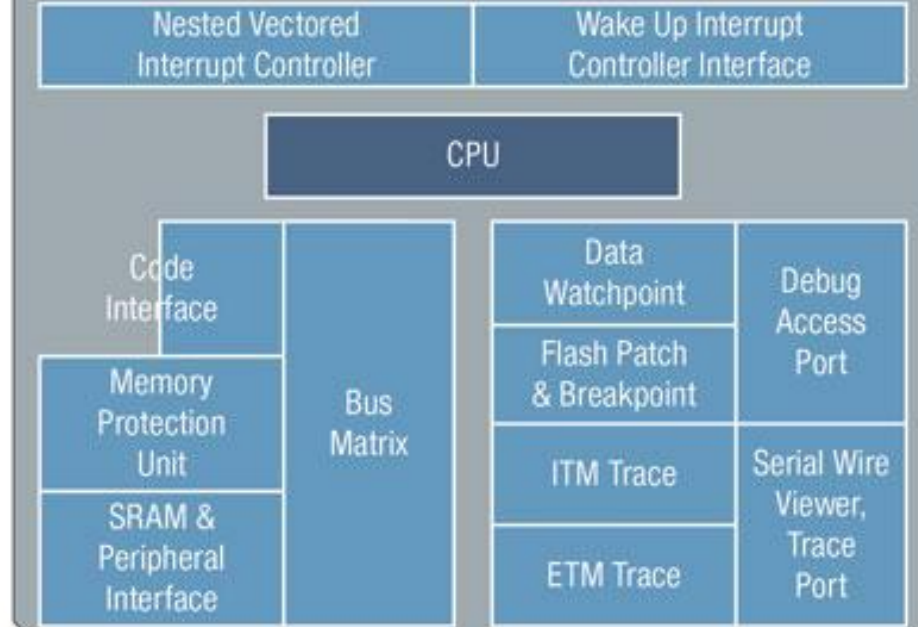 Nested Vectored
Interrupt Controller
Wake Up Interrupt
Controller Interface
CPU
Code
Interface
Memory
Protection
Unit
SRAM &
Peripheral
Interface
Bus
Matrix
Data
Watchpoint
Flash Patch
& Breakpoint
ITM Trace
ETM Trace
Debug
Access
Port
Serial Wire
Viewer,
Trace
Port